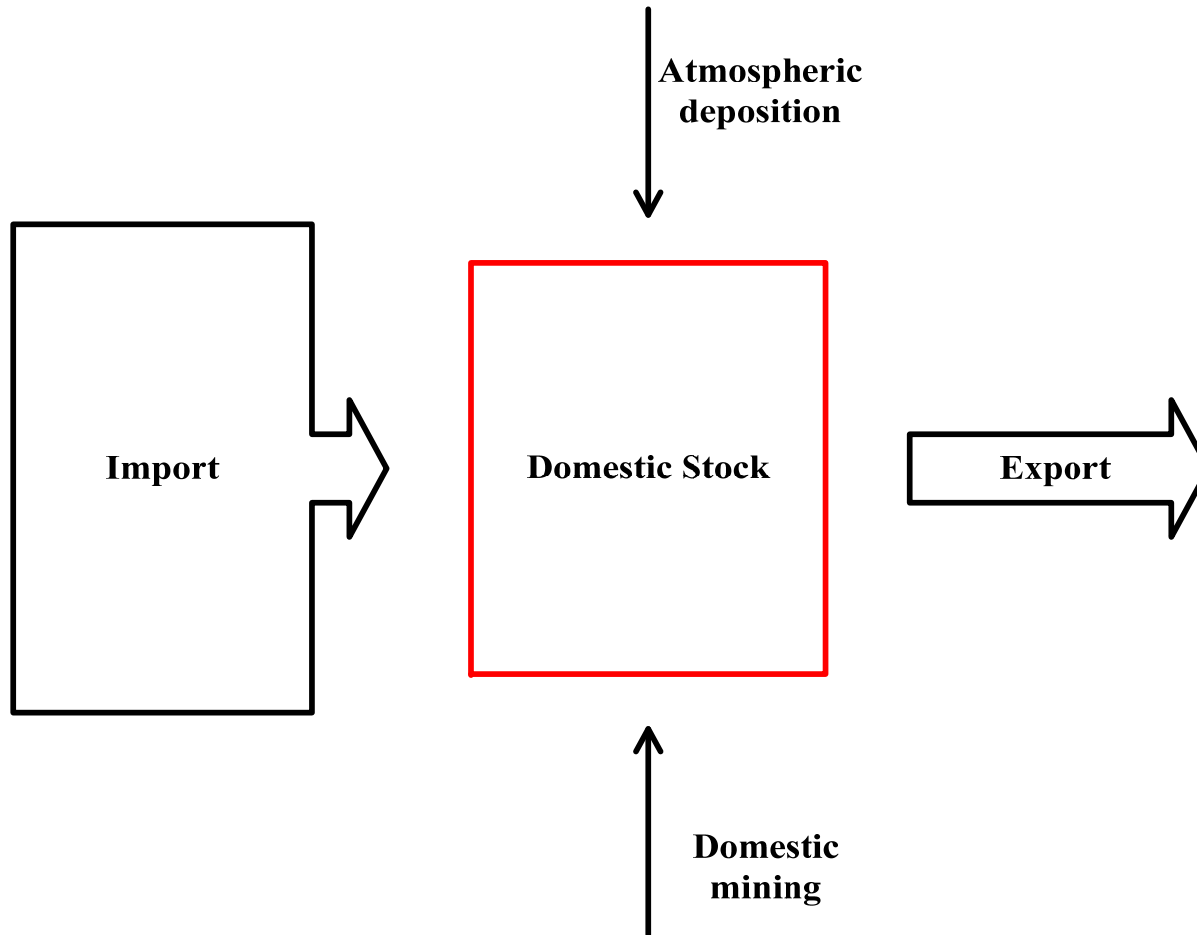 Atmospheric
deposition
Import
Domestic Stock
Export
Domestic
mining